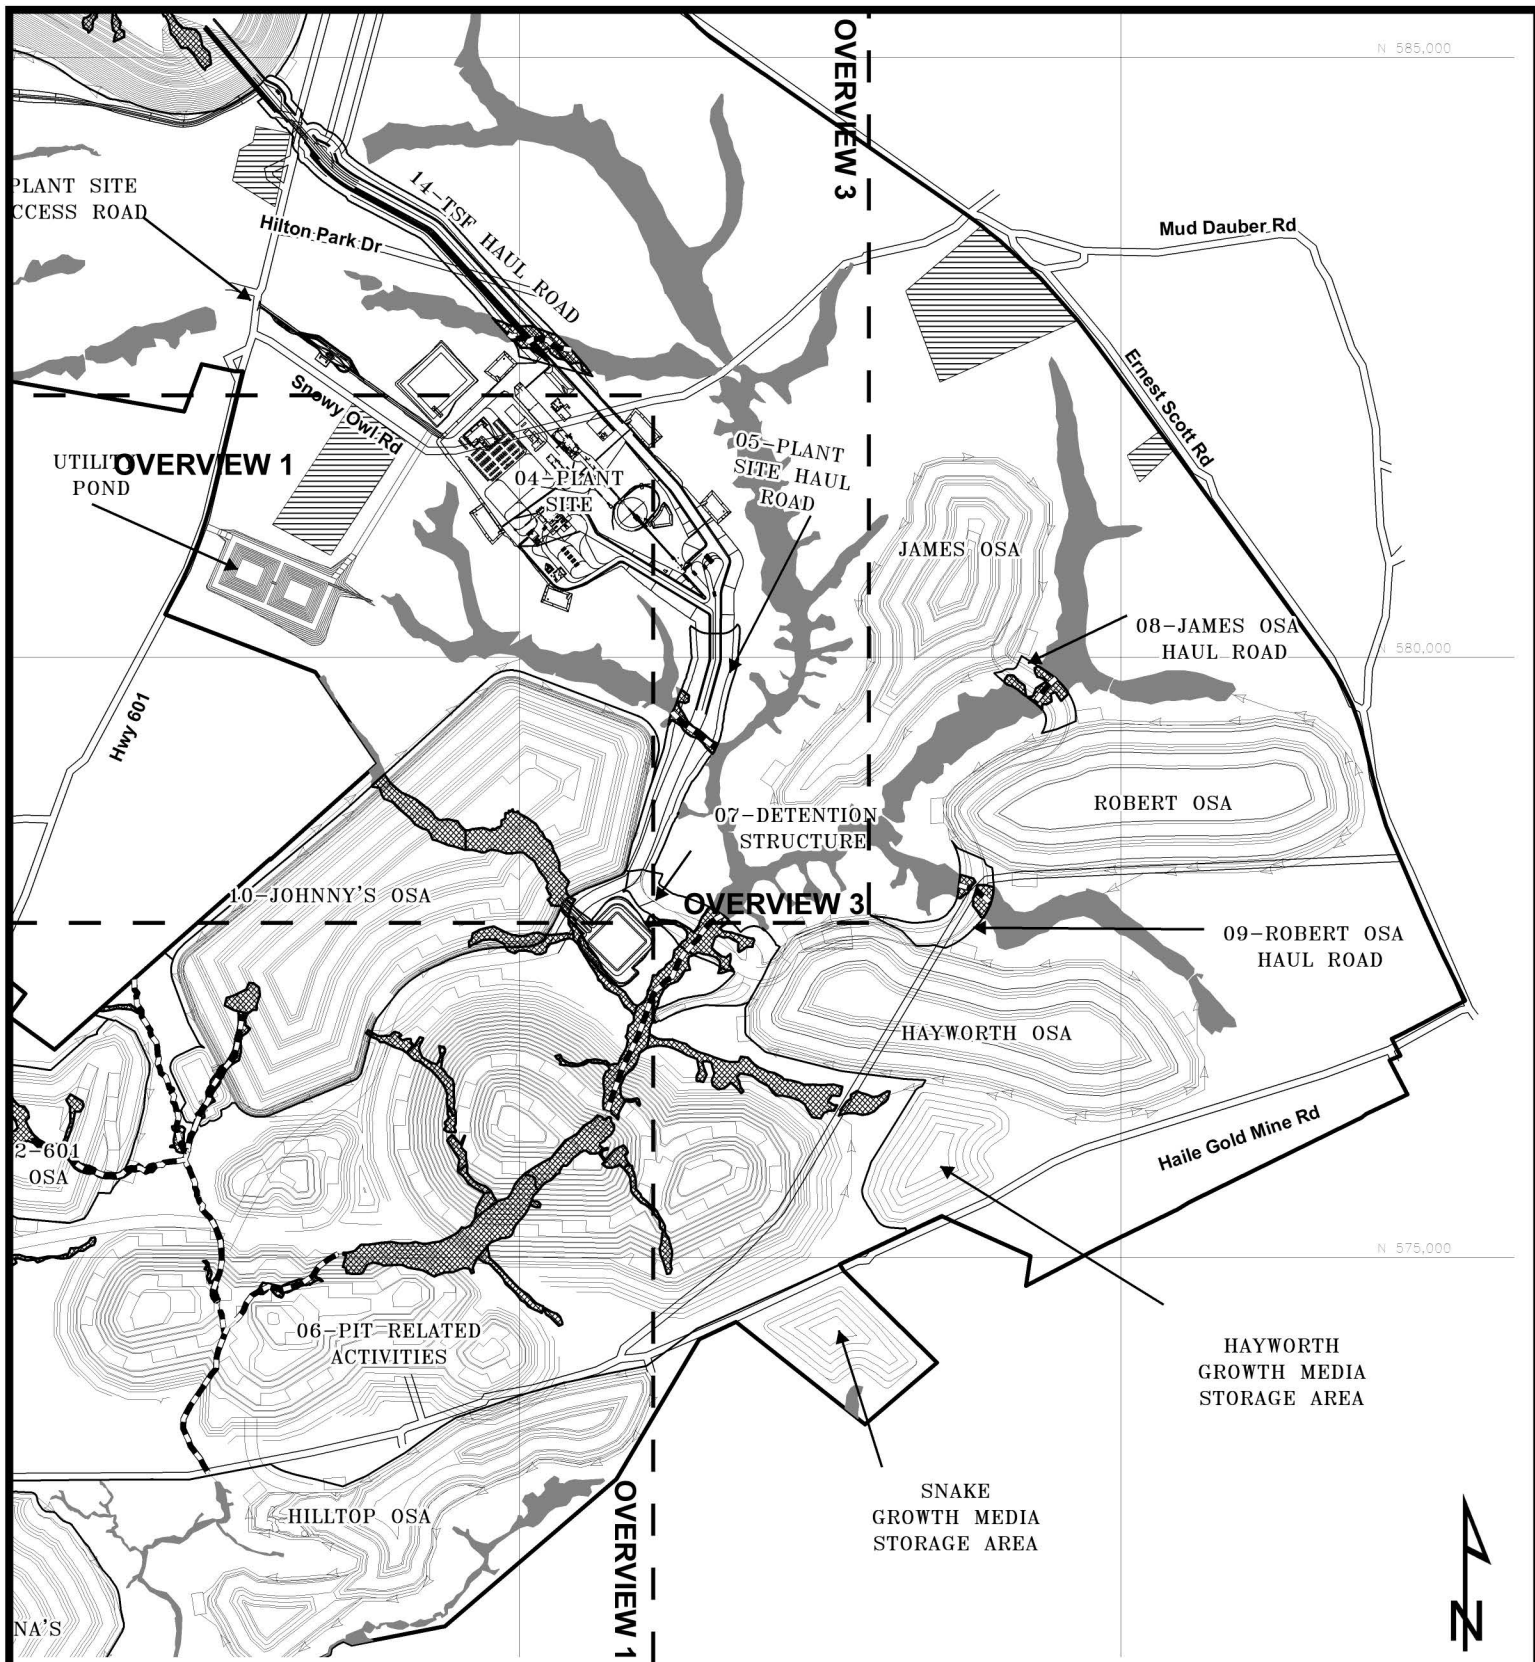 N 585,000
OVERVIEW 3
PLANT SITE
CCESS ROAD
14-TSF HAUL ROAD
Hilton Park Dr
Mud Dauber Rd
Ernest Scott Rd
Snowy Owl Rd
OVERVIEW 1
UTILITY
POND
04-PLANT
SITE
05-PLANT
SITE HAUL
ROAD
JAMES OSA
08-JAMES OSA
HAUL ROAD
N 580,000
Hwy 601
ROBERT OSA
07-DETENTION
STRUCTURE
10-JOHNNY'S OSA
OVERVIEW 3
09-ROBERT OSA
HAUL ROAD
HAYWORTH OSA
2-601
OSA
Haile Gold Mine Rd
N 575,000
06-PIT RELATED
ACTIVITIES
HAYWORTH
GROWTH MEDIA
STORAGE AREA
SNAKE
GROWTH MEDIA
STORAGE AREA
HILLTOP OSA
OVERVIEW 1
NA'S
N